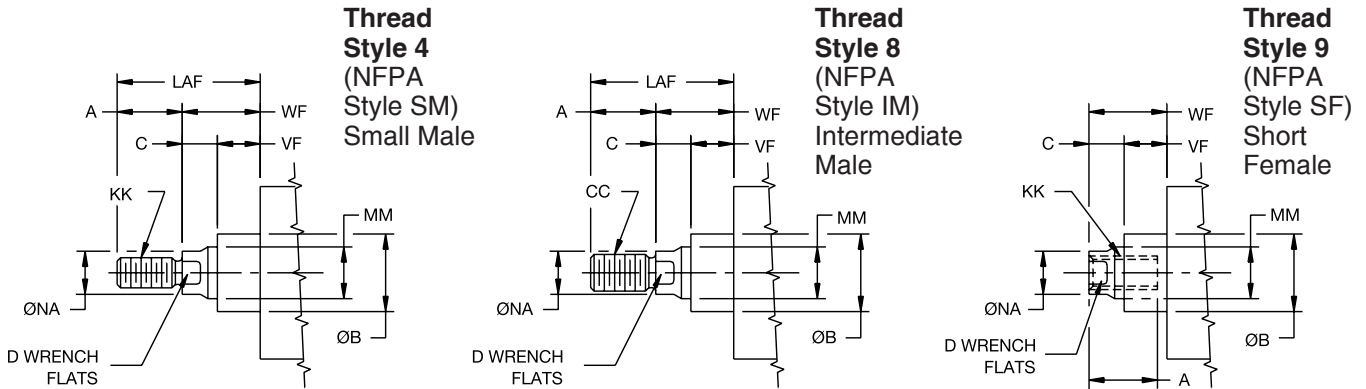 Thread
Style 4
(NFPA
Style SM)
Small Male
LAF
A
WF
C
VF
KK
MM
ØNA
ØB
D WRENCH
FLATS
Thread
Style 8
(NFPA
Style IM)
Intermediate
Male
LAF
A
WF
C
VF
CC
MM
ØNA
ØB
D WRENCH
FLATS
Thread
Style 9
(NFPA
Style SF)
Short
Female
WF
C
VF
KK
MM
ØNA
ØB
D WRENCH
FLATS
A